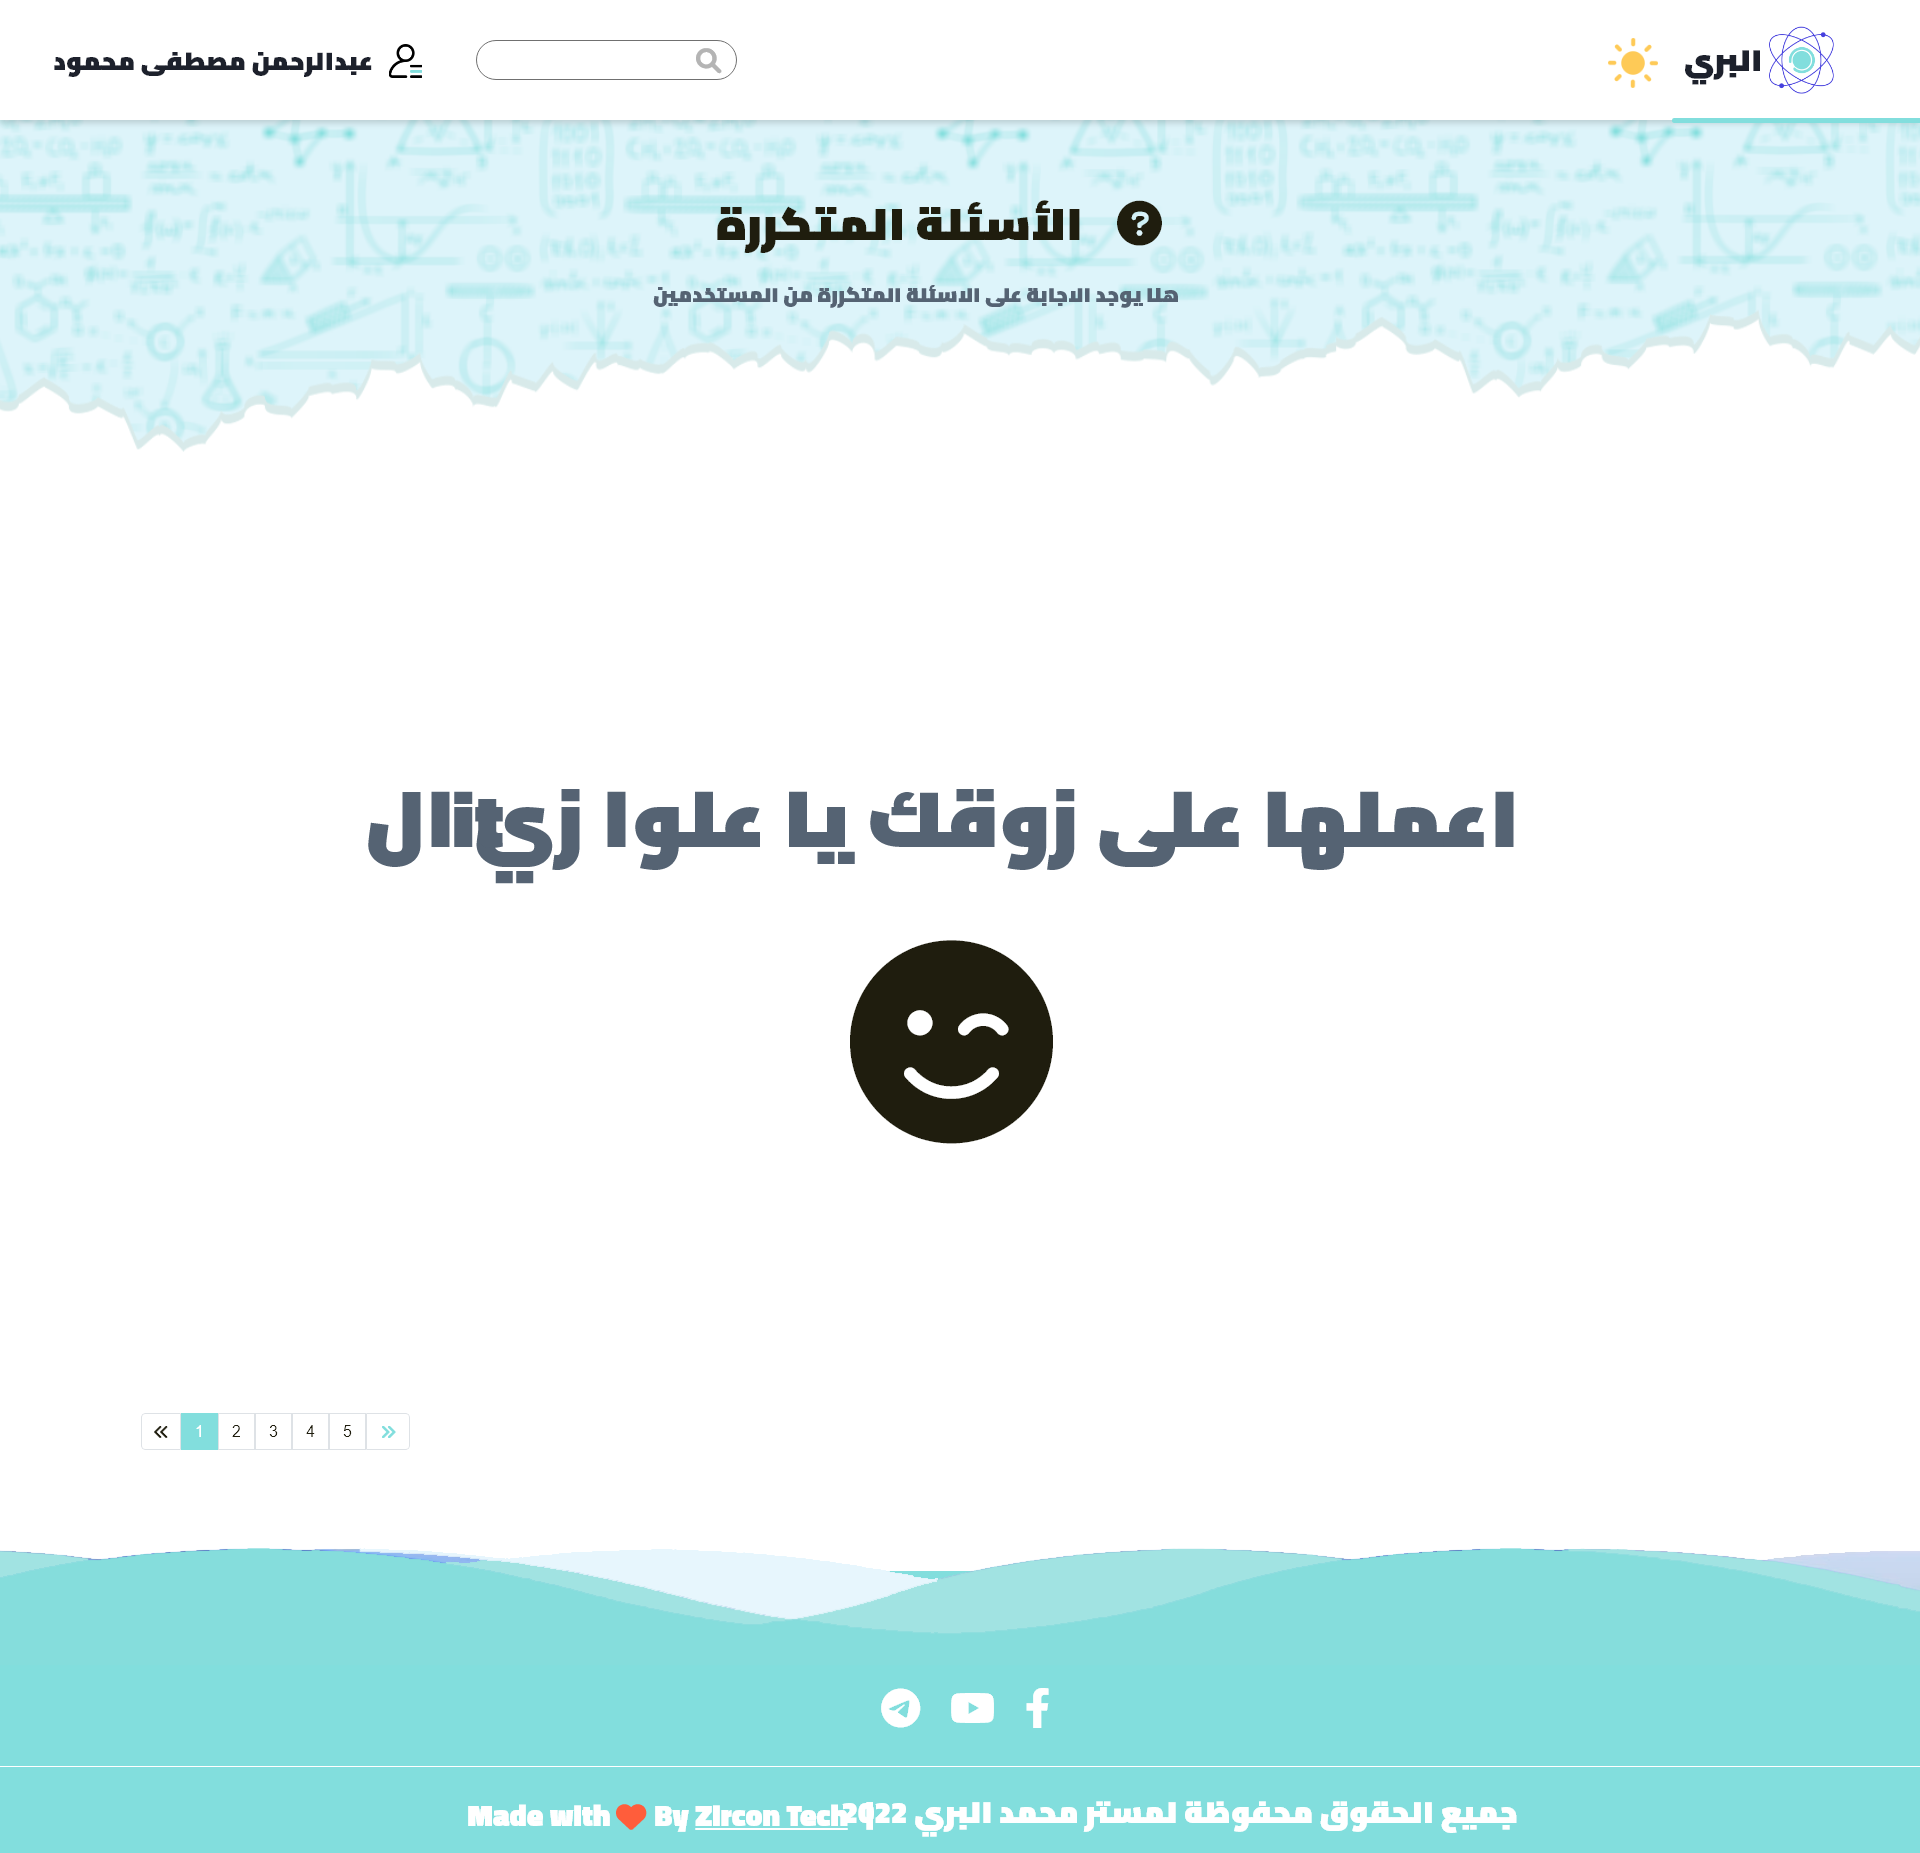 البري
عبدالرحمن مصطفى محمود
الأسئلة المتكررة
هنا يوجد الاجابة على الاسئلة المتكررة من المستخدمين
اعملها على زوقك يا علوا زي الit
« 1 2 3 4 5 »
جميع الحقوق محفوظة لمستر محمد البري 2022 |
Made with ❤ By Zircon Tech